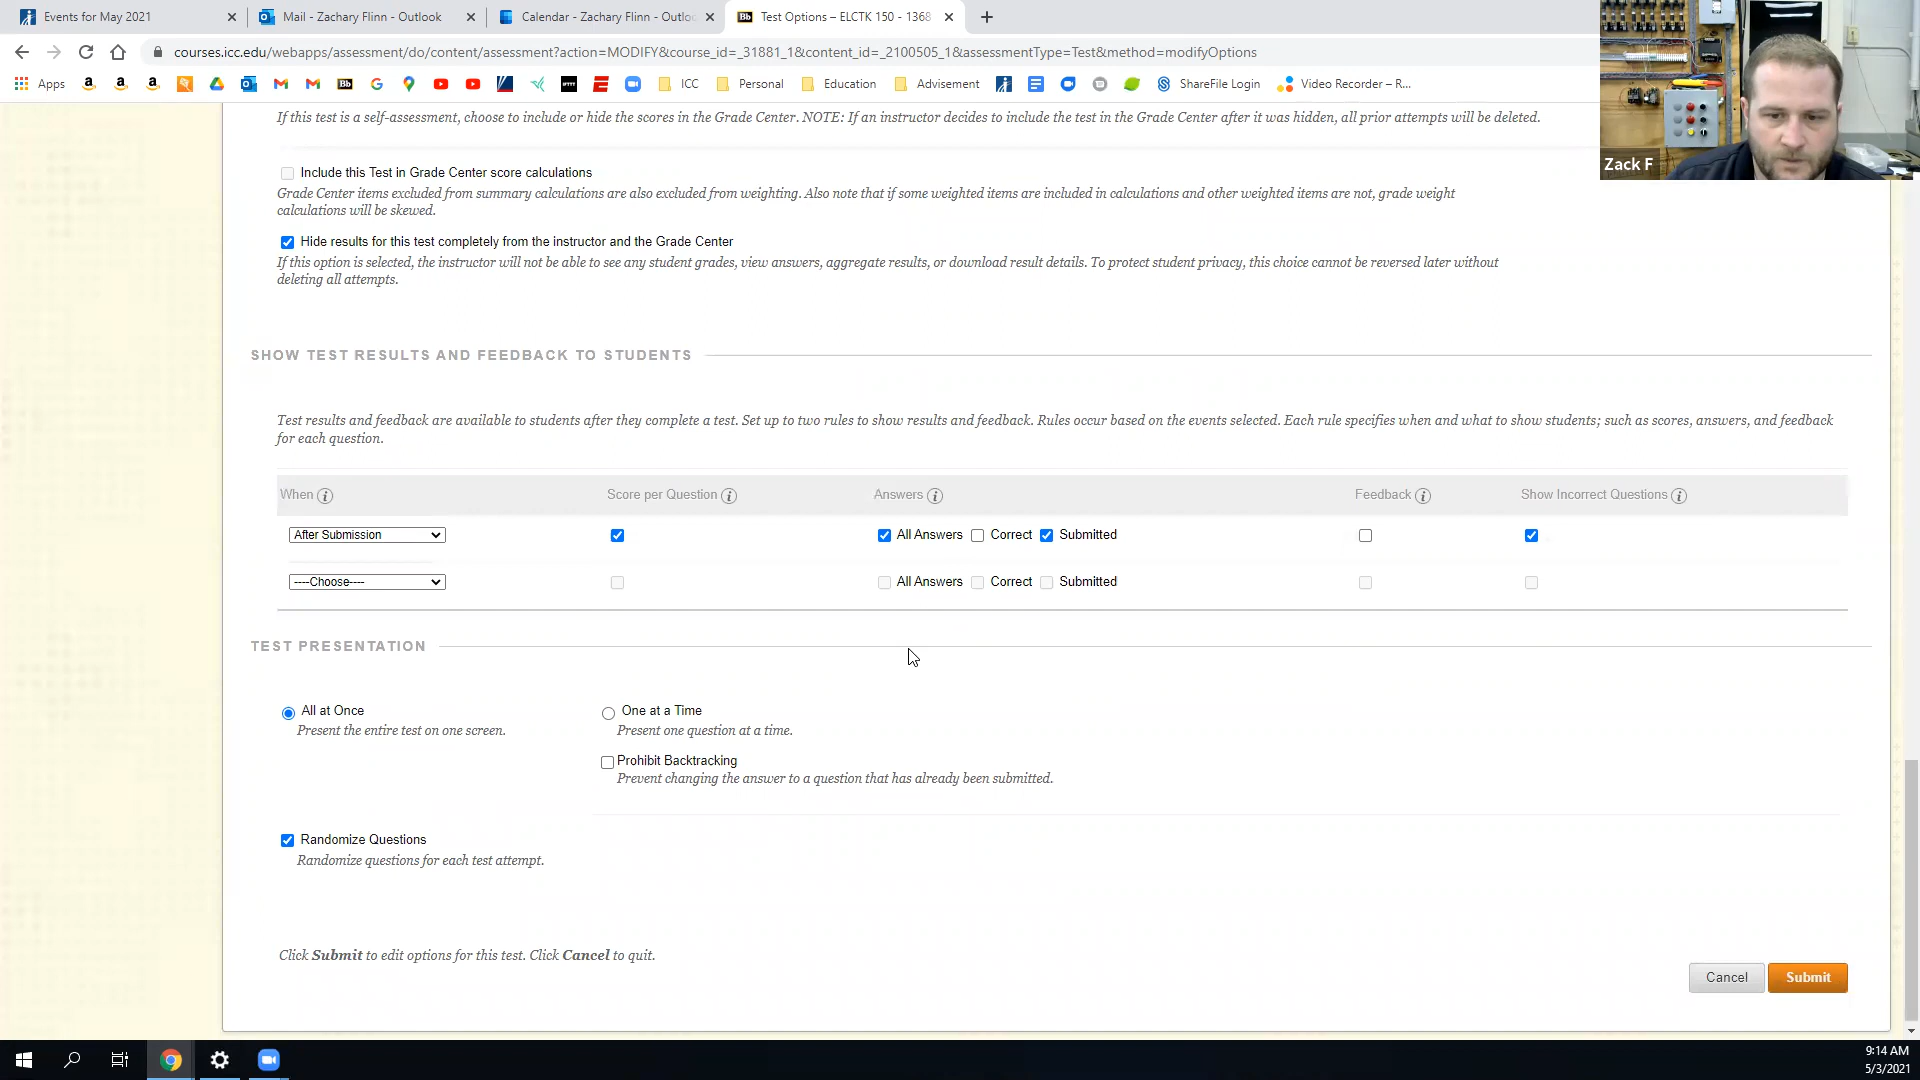 Events for May 2021
Mail - Zachary Flinn - Outlook
Calendar - Zachary Flinn - Outloo
Test Options – ELCTK 150 - 1368
courses.icc.edu/webapps/assessment/do/content/assessment?action=MODIFY&course_id=_31881_1&content_id=_2100505_1&assessmentType=Test&method=modifyOptions
Apps
ICC
Personal
Education
Advisement
ShareFile Login
Video Recorder – R...
Zack F
If this test is a self-assessment, choose to include or hide the scores in the Grade Center. NOTE: If an instructor decides to include the test in the Grade Center after it was hidden, all prior attempts will be deleted.
Include this Test in Grade Center score calculations
Grade Center items excluded from summary calculations are also excluded from weighting. Also note that if some weighted items are included in calculations and other weighted items are not, grade weight
calculations will be skewed.
Hide results for this test completely from the instructor and the Grade Center
If this option is selected, the instructor will not be able to see any student grades, view answers, aggregate results, or download result details. To protect student privacy, this choice cannot be reversed later without
deleting all attempts.
SHOW TEST RESULTS AND FEEDBACK TO STUDENTS
Test results and feedback are available to students after they complete a test. Set up to two rules to show results and feedback. Rules occur based on the events selected. Each rule specifies when and what to show students; such as scores, answers, and feedback
for each question.
When Score per Question Answers Feedback Show Incorrect Questions
After Submission All Answers Correct Submitted
----Choose---- All Answers Correct Submitted
TEST PRESENTATION
All at Once
Present the entire test on one screen.
One at a Time
Present one question at a time.
Prohibit Backtracking
Prevent changing the answer to a question that has already been submitted.
Randomize Questions
Randomize questions for each test attempt.
Click Submit to edit options for this test. Click Cancel to quit.
Cancel
Submit
9:14 AM
5/3/2021